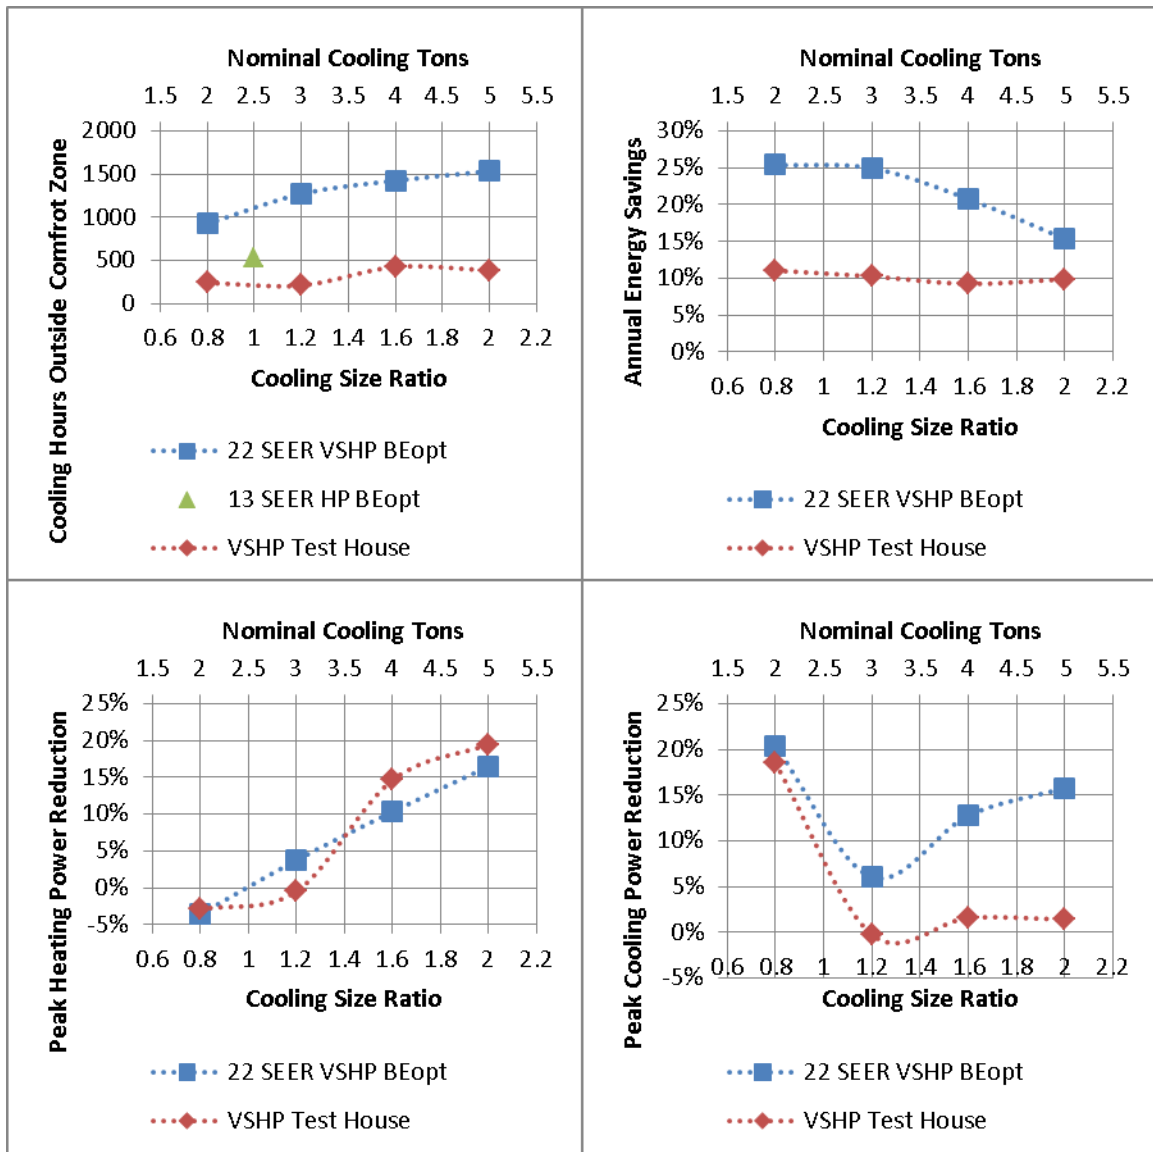 Nominal Cooling Tons
1.5 2 2.5 3 3.5 4 4.5 5 5.5
2000
1500
1000
500
0
0.6 0.8 1 1.2 1.4 1.6 1.8 2 2.2
Cooling Size Ratio
Cooling Hours Outside Comfrot Zone
22 SEER VSHP BEopt
13 SEER HP BEopt
VSHP Test House
Nominal Cooling Tons
1.5 2 2.5 3 3.5 4 4.5 5 5.5
30%
25%
20%
15%
10%
5%
0%
0.6 0.8 1 1.2 1.4 1.6 1.8 2 2.2
Cooling Size Ratio
Annual Energy Savings
22 SEER VSHP BEopt
VSHP Test House
Nominal Cooling Tons
1.5 2 2.5 3 3.5 4 4.5 5 5.5
25%
20%
15%
10%
5%
0%
-5%
0.6 0.8 1 1.2 1.4 1.6 1.8 2 2.2
Cooling Size Ratio
Peak Heating Power Reduction
22 SEER VSHP BEopt
VSHP Test House
Nominal Cooling Tons
1.5 2 2.5 3 3.5 4 4.5 5 5.5
25%
20%
15%
10%
5%
0%
-5%
0.6 0.8 1 1.2 1.4 1.6 1.8 2 2.2
Cooling Size Ratio
Peak Cooling Power Reduction
22 SEER VSHP BEopt
VSHP Test House